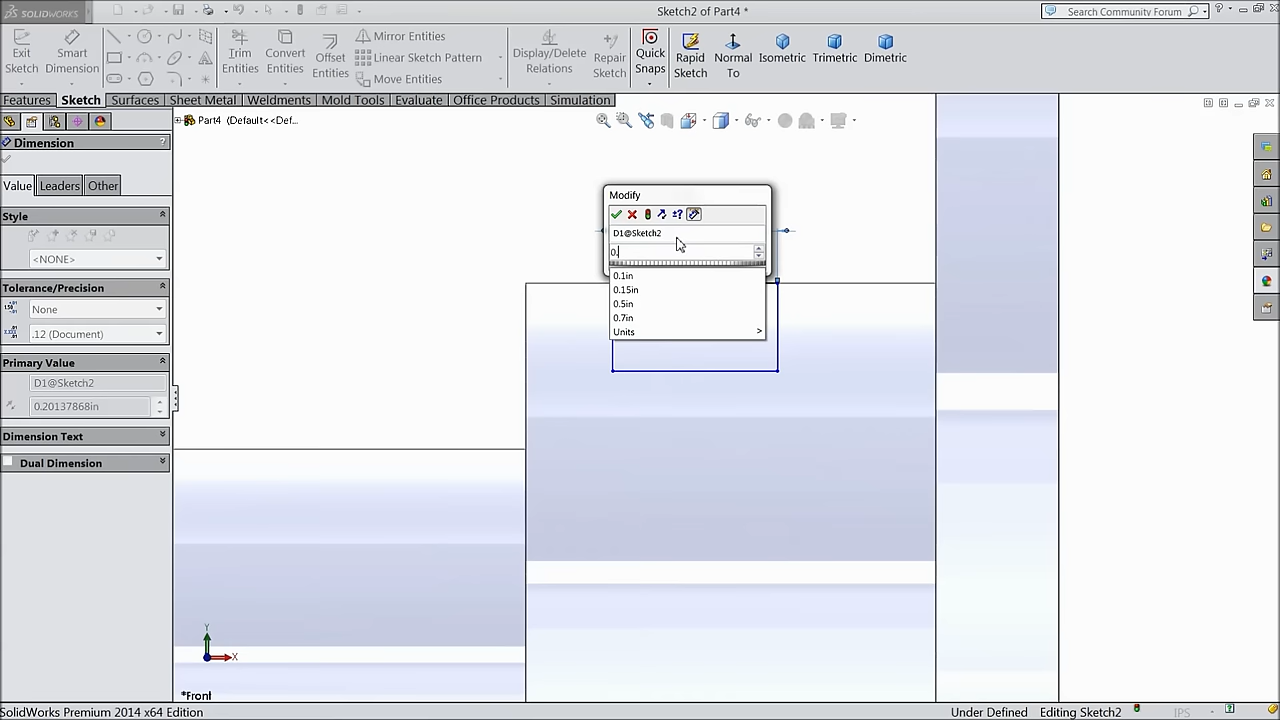 SOLIDWORKS
Sketch2 of Part4 *
Search Community Forum
Exit Sketch
Smart Dimension
Trim Entities
Convert Entities
Offset Entities
Mirror Entities
Linear Sketch Pattern
Move Entities
Display/Delete Relations
Repair Sketch
Quick Snaps
Rapid Sketch
Normal To
Isometric
Trimetric
Dimetric
Features Sketch Surfaces Sheet Metal Weldments Mold Tools Evaluate Office Products Simulation
Part4 (Default<<Def...
Dimension ?
Value Leaders Other
Style
<NONE>
Tolerance/Precision
None
.12 (Document)
Primary Value
D1@Sketch2
0.20137868in
Dimension Text
Dual Dimension
Modify
D1@Sketch2
0.
0.1in
0.15in
0.5in
0.7in
Units >
Y
X
*Front
SolidWorks Premium 2014 x64 Edition
Under Defined
Editing Sketch2
IPS